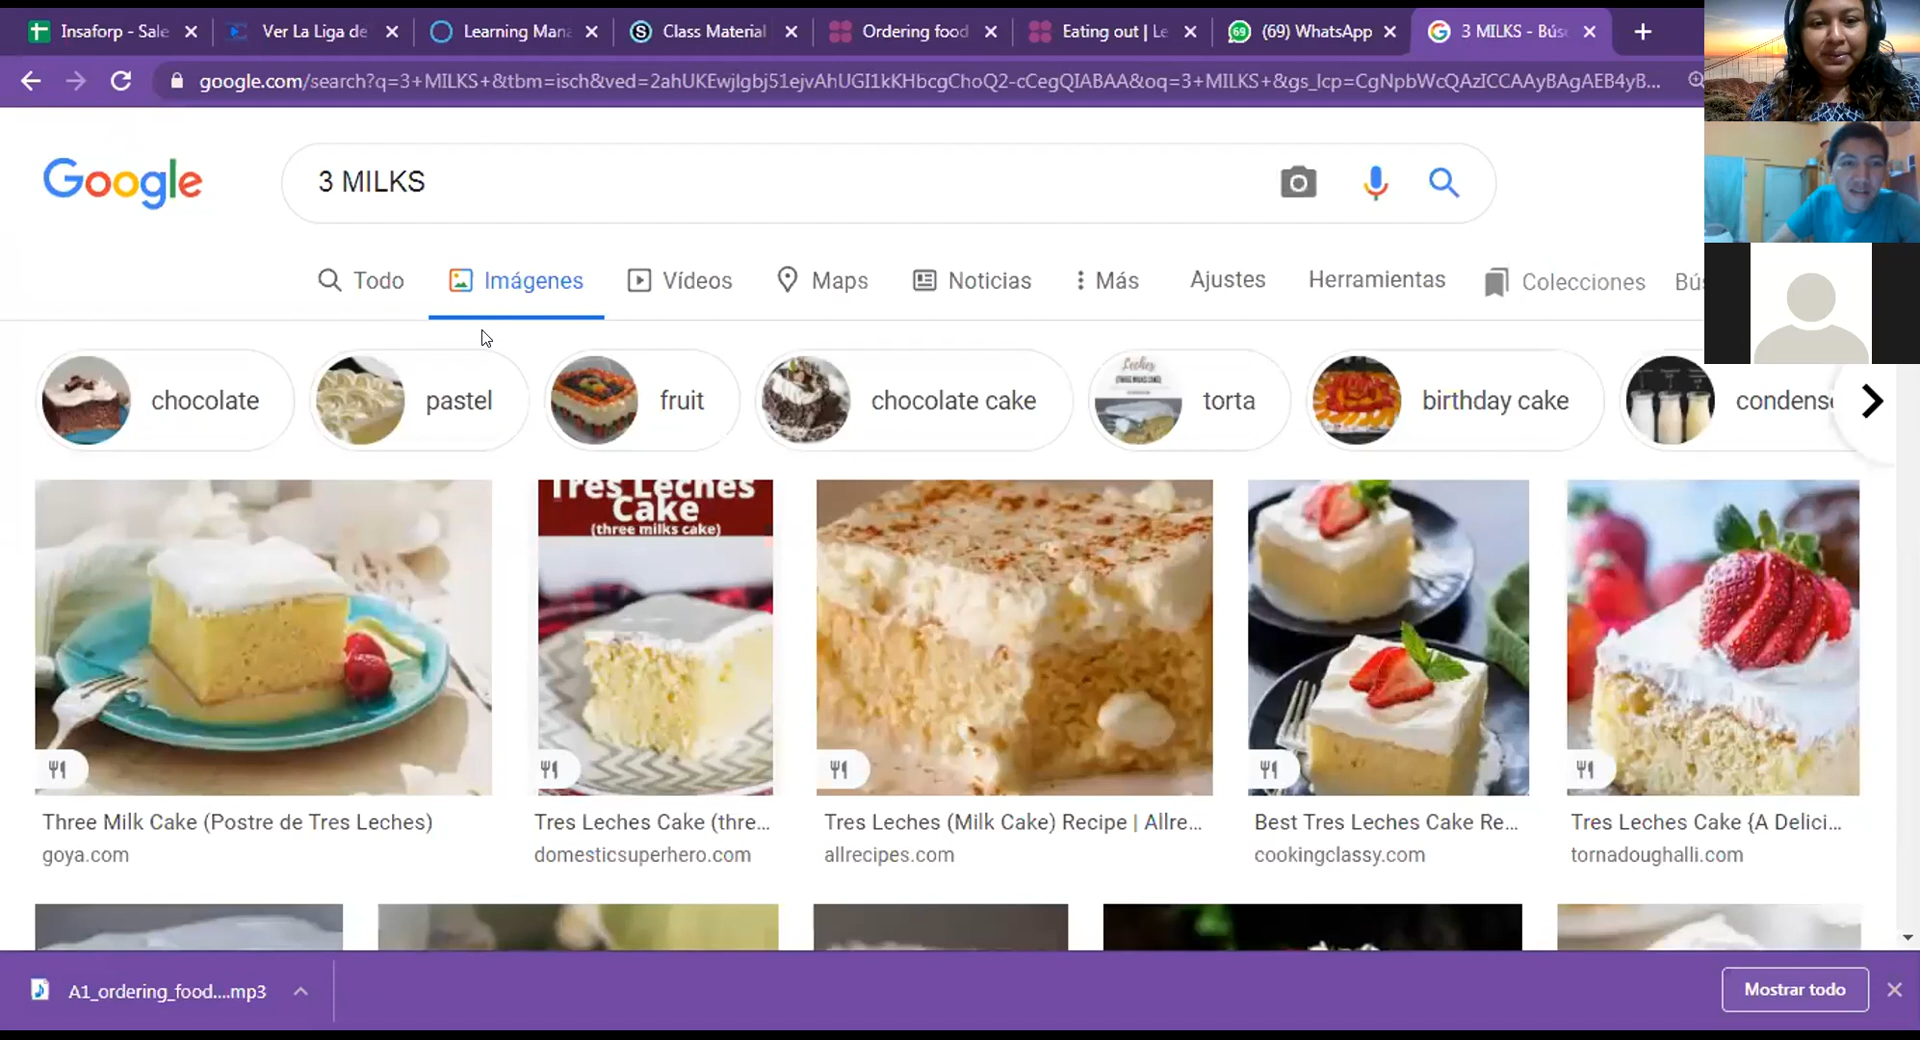 Insaforp - Sale
Ver La Liga de
Learning Mana
Class Material
Ordering food
Eating out | Le
(69) WhatsApp
3 MILKS - Bús
google.com/search?q=3+MILKS+&tbm=isch&ved=2ahUKEwjlgbj51ejvAhUGI1kKHbcgChoQ2-cCegQIABAA&oq=3+MILKS+&gs_lcp=CgNpbWcQAzICCAAyBAgAEB4yB...
Google
3 MILKS
Todo
Imágenes
Vídeos
Maps
Noticias
Más
Ajustes
Herramientas
Colecciones
Bús
chocolate
pastel
fruit
chocolate cake
Leches
torta
birthday cake
condense
Tres Leches
Cake
(three milks cake)
Three Milk Cake (Postre de Tres Leches)
goya.com
Tres Leches Cake (thre...
domesticsuperhero.com
Tres Leches (Milk Cake) Recipe | Allre...
allrecipes.com
Best Tres Leches Cake Re...
cookingclassy.com
Tres Leches Cake {A Delici...
tornadoughalli.com
A1_ordering_food....mp3
Mostrar todo